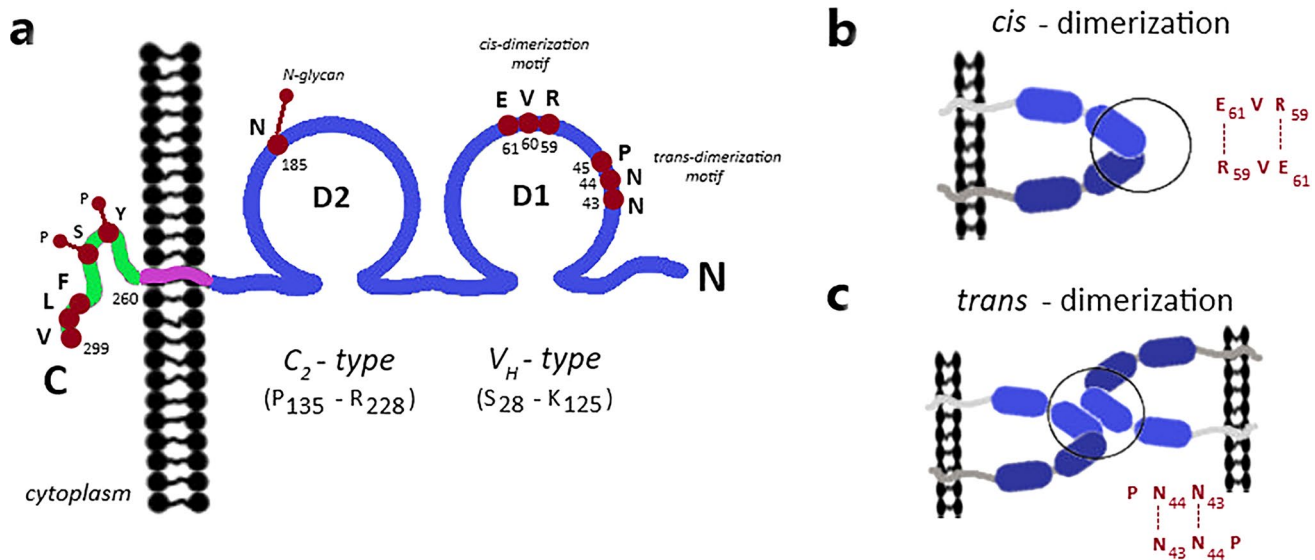 a
N-glycan
N
185
D2
cis-dimerization
motif
E V R
61 60 59
P
45
N
44
N
43
trans-dimerization
motif
D1
N
P
P
S
Y
F
L
V
260
299
C
C₂ - type
(P₁₃₅ - R₂₂₈)
V_H - type
(S₂₈ - K₁₂₅)
cytoplasm
b
cis - dimerization
E₆₁ V R₅₉
R₅₉ V E₆₁
c
trans - dimerization
P N₄₄ N₄₃
N₄₃ N₄₄ P